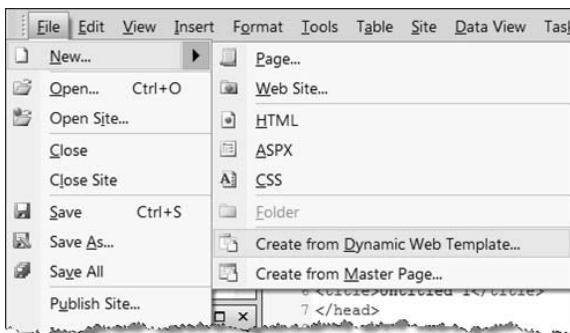 File Edit View Insert Format Tools Table Site Data View
New...
Open... Ctrl+O
Open Site...
Close
Close Site
Save Ctrl+S
Save As...
Save All
Publish Site...
Page...
Web Site...
HTML
ASPX
CSS
Folder
Create from Dynamic Web Template...
Create from Master Page...
7 </head>